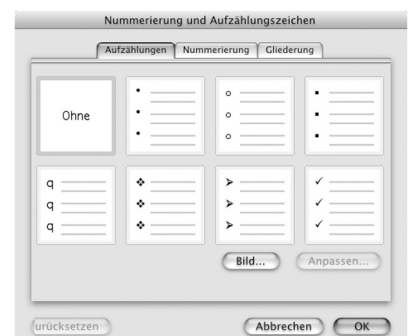 Nummerierung und Aufzählungszeichen
Aufzählungen Nummerierung Gliederung
Ohne
q
q
q
Bild... Anpassen...
urücksetzen Abbrechen OK